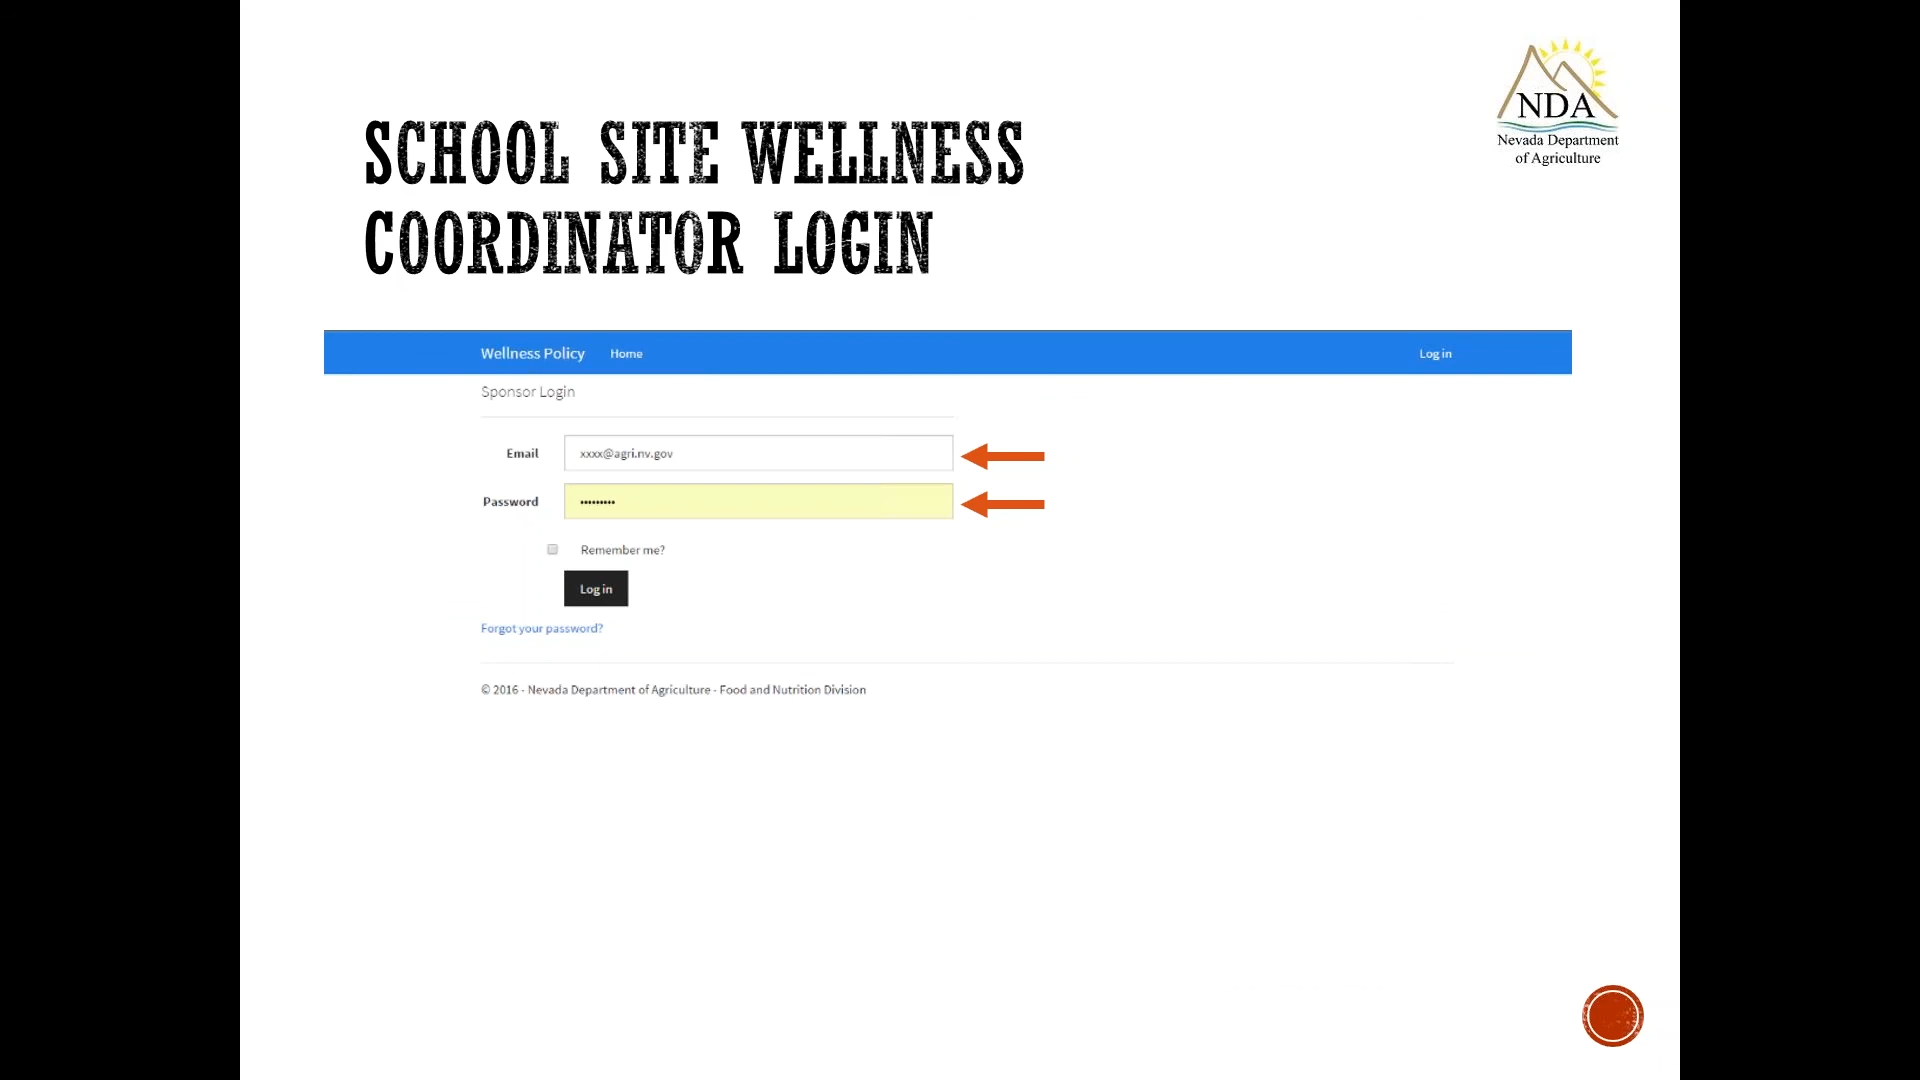 NDA
Nevada Department
of Agriculture
SCHOOL SITE WELLNESS
COORDINATOR LOGIN
Wellness Policy Home Log in
Sponsor Login
Email xxxx@agri.nv.gov
Password •••••••••
Remember me?
Log in
Forgot your password?
© 2016 - Nevada Department of Agriculture - Food and Nutrition Division